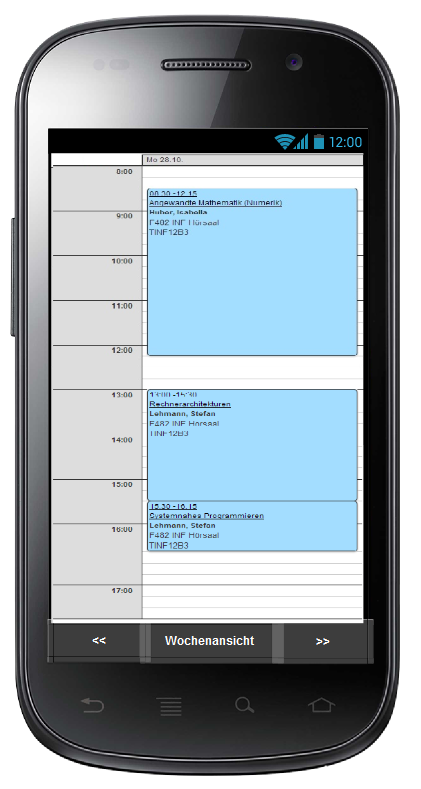 12:00
Mo 28.10.
8:00
08:30 -12:15
Angewandte Mathematik (Numerik)
Huber, Isabella
F482 INF Hörsaal
TINF12B3
9:00
10:00
11:00
12:00
13:00
13:00 -15:30
Rechnerarchitekturen
Lehmann, Stefan
F482 INF Hörsaal
TINF12B3
14:00
15:00
15:30 -16:15
Systemnahes Programmieren
Lehmann, Stefan
F482 INF Hörsaal
TINF12B3
16:00
17:00
<< Wochenansicht >>